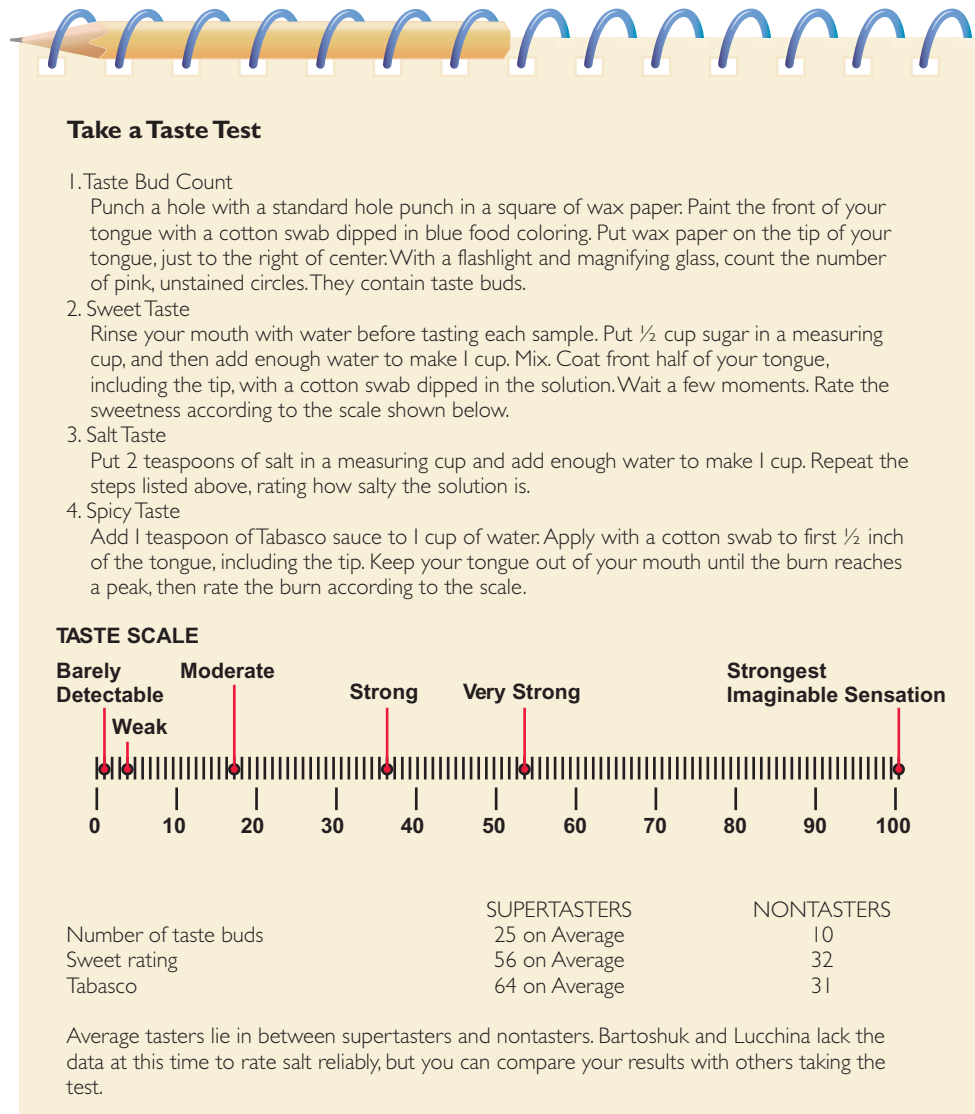 Take a Taste Test
1. Taste Bud Count
Punch a hole with a standard hole punch in a square of wax paper. Paint the front of your
tongue with a cotton swab dipped in blue food coloring. Put wax paper on the tip of your
tongue, just to the right of center. With a flashlight and magnifying glass, count the number
of pink, unstained circles. They contain taste buds.
2. Sweet Taste
Rinse your mouth with water before tasting each sample. Put ½ cup sugar in a measuring
cup, and then add enough water to make 1 cup. Mix. Coat front half of your tongue,
including the tip, with a cotton swab dipped in the solution. Wait a few moments. Rate the
sweetness according to the scale shown below.
3. Salt Taste
Put 2 teaspoons of salt in a measuring cup and add enough water to make 1 cup. Repeat the
steps listed above, rating how salty the solution is.
4. Spicy Taste
Add 1 teaspoon of Tabasco sauce to 1 cup of water. Apply with a cotton swab to first ½ inch
of the tongue, including the tip. Keep your tongue out of your mouth until the burn reaches
a peak, then rate the burn according to the scale.
TASTE SCALE
Barely Detectable
Weak
Moderate
Strong
Very Strong
Strongest Imaginable Sensation
0 10 20 30 40 50 60 70 80 90 100
SUPERTASTERS NONTASTERS
Number of taste buds 25 on Average 10
Sweet rating 56 on Average 32
Tabasco 64 on Average 31
Average tasters lie in between supertasters and nontasters. Bartoshuk and Lucchina lack the
data at this time to rate salt reliably, but you can compare your results with others taking the
test.